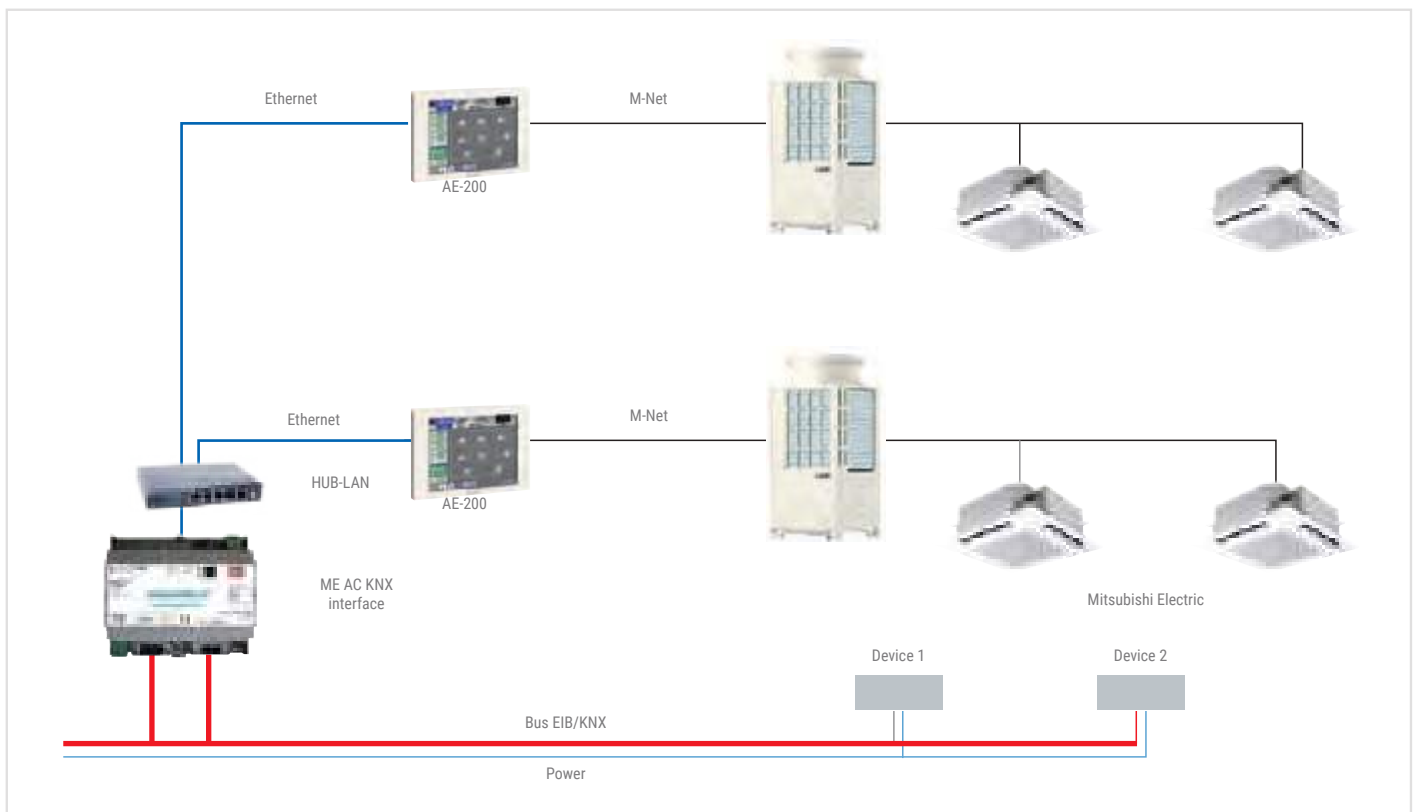 Ethernet
M-Net
AE-200
Ethernet
M-Net
HUB-LAN
AE-200
ME AC KNX
interface
Mitsubishi Electric
Device 1
Device 2
Bus EIB/KNX
Power